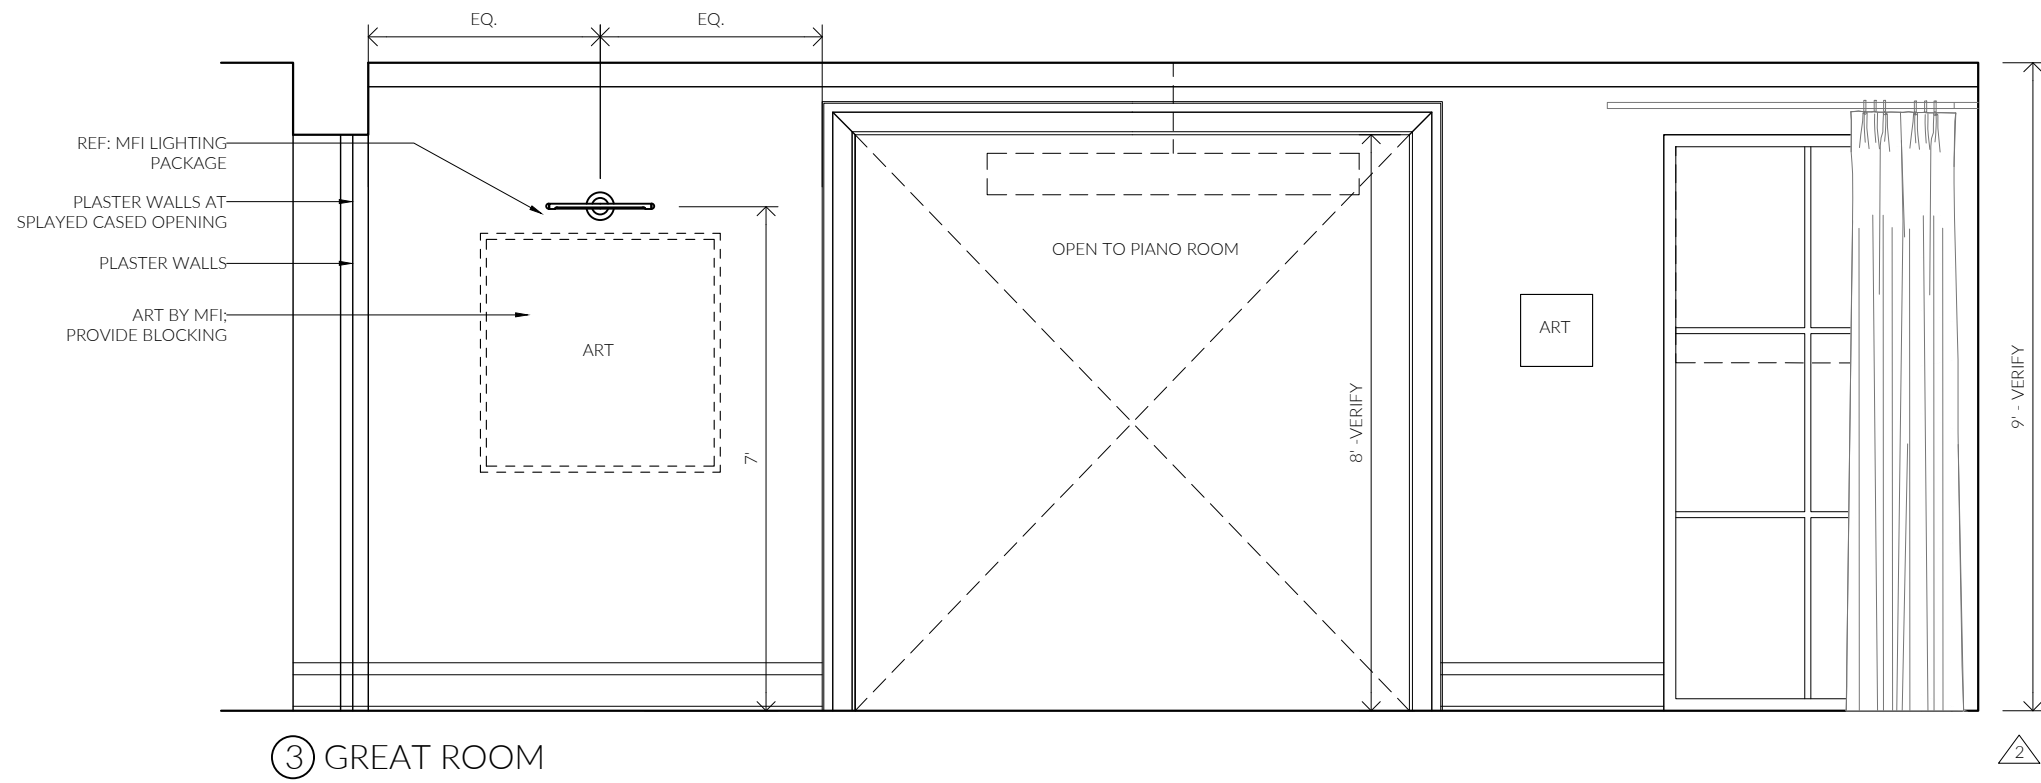 EQ.
EQ.
REF: MFI LIGHTING
PACKAGE
PLASTER WALLS AT
SPLAYED CASED OPENING
PLASTER WALLS
ART BY MFI;
PROVIDE BLOCKING
ART
7'
OPEN TO PIANO ROOM
8' -VERIFY
ART
9' - VERIFY
3 GREAT ROOM
2